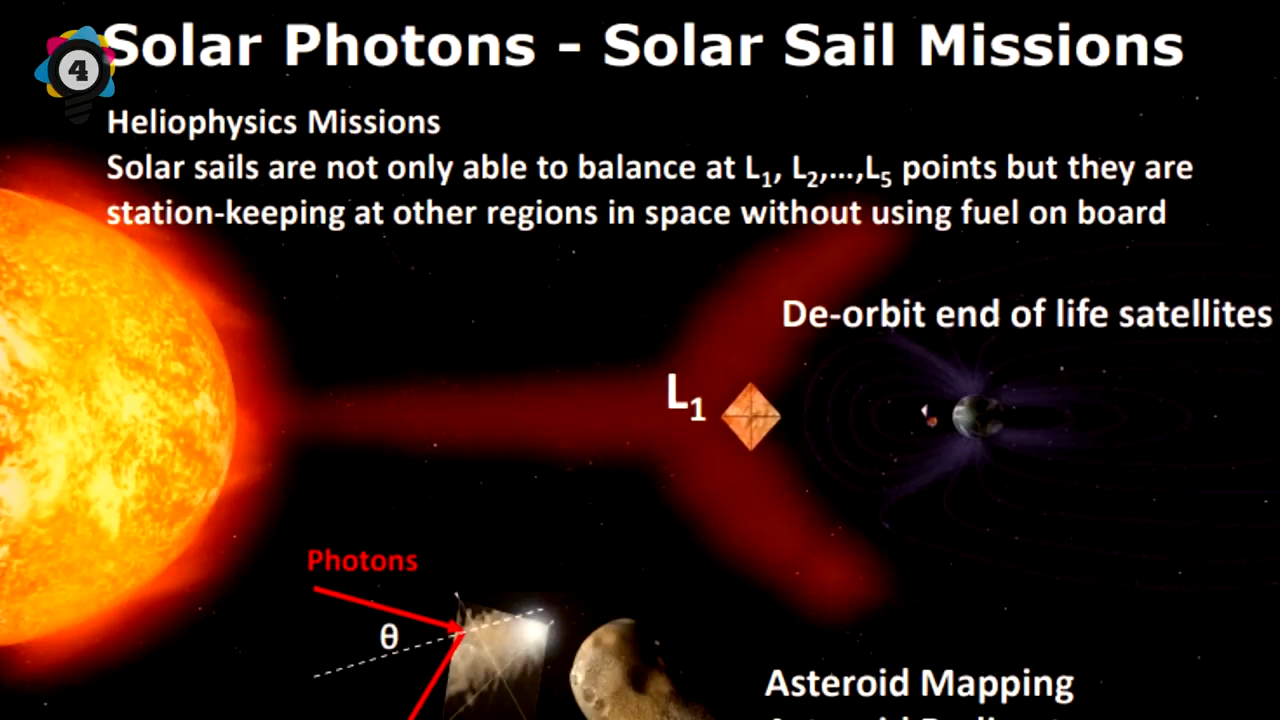 4
Solar Photons - Solar Sail Missions
Heliophysics Missions
Solar sails are not only able to balance at L₁, L₂,...,L₅ points but they are
station-keeping at other regions in space without using fuel on board
De-orbit end of life satellites
L₁
Photons
θ
Asteroid Mapping